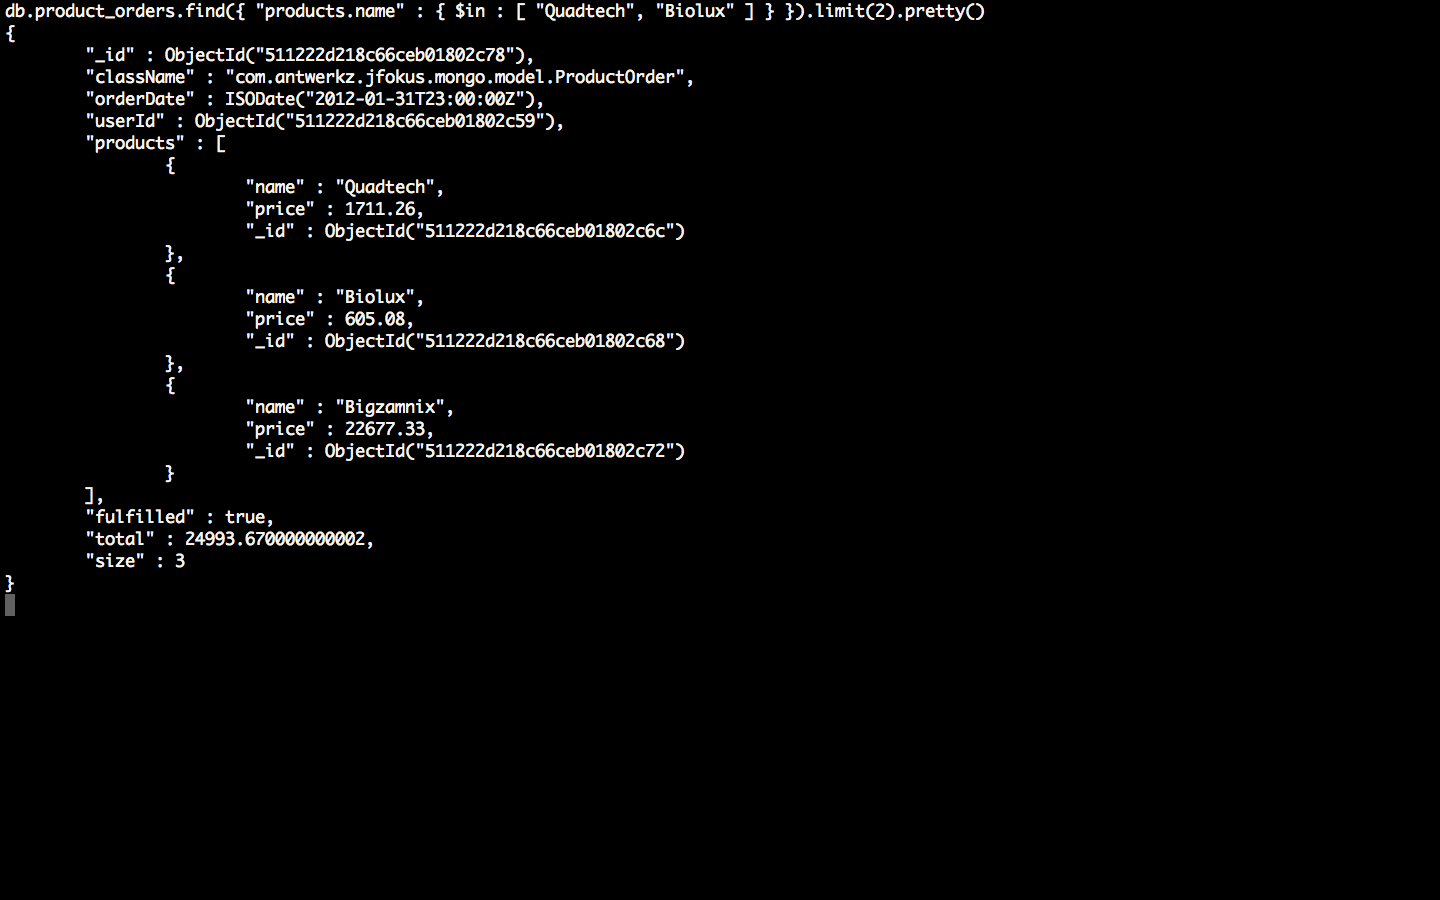 db.product_orders.find({ "products.name" : { $in : [ "Quadtech", "Biolux" ] } }).limit(2).pretty()
{
"_id" : ObjectId("511222d218c66ceb01802c78"),
"className" : "com.antwerkz.jfokus.mongo.model.ProductOrder",
"orderDate" : ISODate("2012-01-31T23:00:00Z"),
"userId" : ObjectId("511222d218c66ceb01802c59"),
"products" : [
{
"name" : "Quadtech",
"price" : 1711.26,
"_id" : ObjectId("511222d218c66ceb01802c6c")
},
{
"name" : "Biolux",
"price" : 605.08,
"_id" : ObjectId("511222d218c66ceb01802c68")
},
{
"name" : "Bigzamnix",
"price" : 22677.33,
"_id" : ObjectId("511222d218c66ceb01802c72")
}
],
"fulfilled" : true,
"total" : 24993.670000000002,
"size" : 3
}